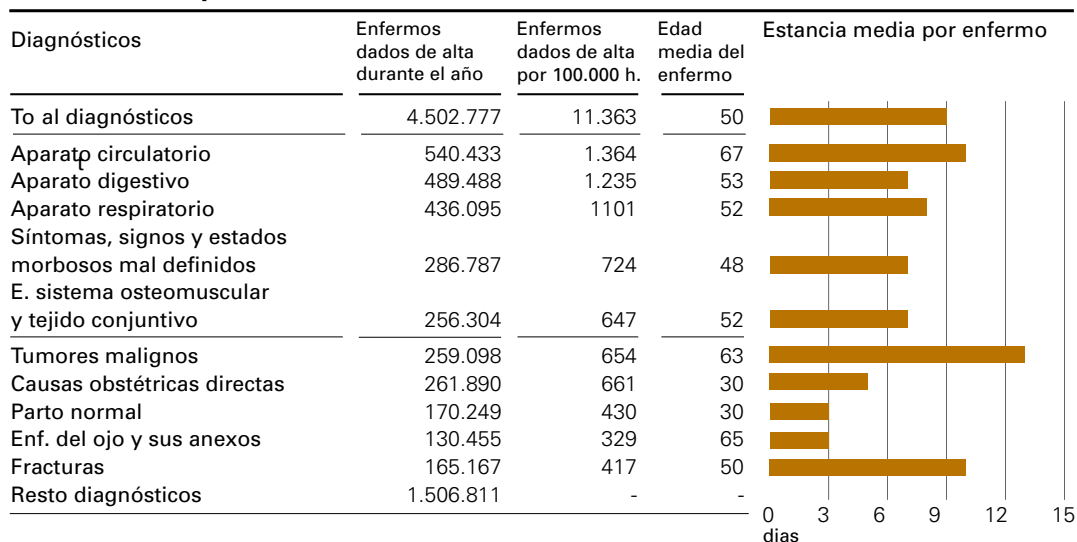 Diagnósticos
Enfermos
dados de alta
durante el año
Enfermos
dados de alta
por 100.000 h.
Edad
media del
enfermo
Estancia media por enfermo
To al diagnósticos 4.502.777 11.363 50
Aparato circulatorio 540.433 1.364 67
t
Aparato digestivo 489.488 1.235 53
Aparato respiratorio 436.095 1101 52
Síntomas, signos y estados
morbosos mal definidos 286.787 724 48
E. sistema osteomuscular
y tejido conjuntivo 256.304 647 52
Tumores malignos 259.098 654 63
Causas obstétricas directas 261.890 661 30
Parto normal 170.249 430 30
Enf. del ojo y sus anexos 130.455 329 65
Fracturas 165.167 417 50
Resto diagnósticos 1.506.811 - -
0 3 6 9 12 15
dias